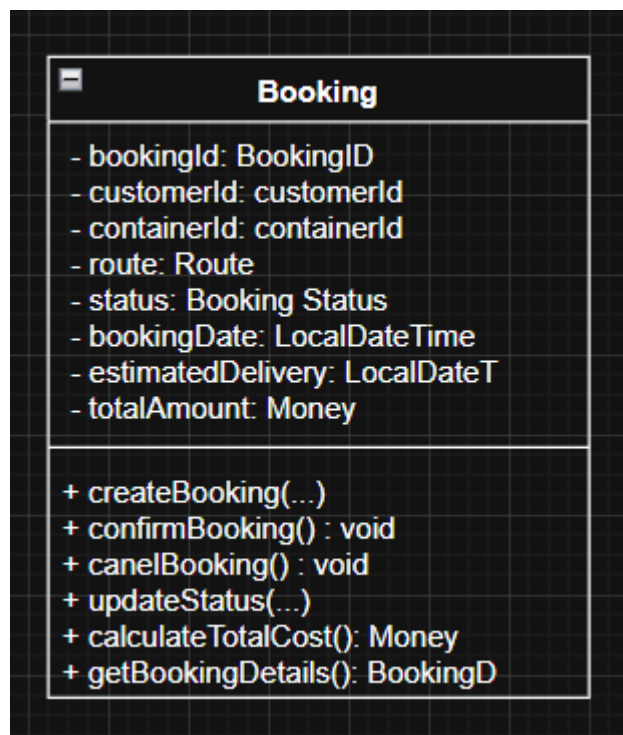 Booking
- bookingId: BookingID
- customerId: customerId
- containerId: containerId
- route: Route
- status: Booking Status
- bookingDate: LocalDateTime
- estimatedDelivery: LocalDateT
- totalAmount: Money
+ createBooking(...)
+ confirmBooking() : void
+ canelBooking() : void
+ updateStatus(...)
+ calculateTotalCost(): Money
+ getBookingDetails(): BookingD